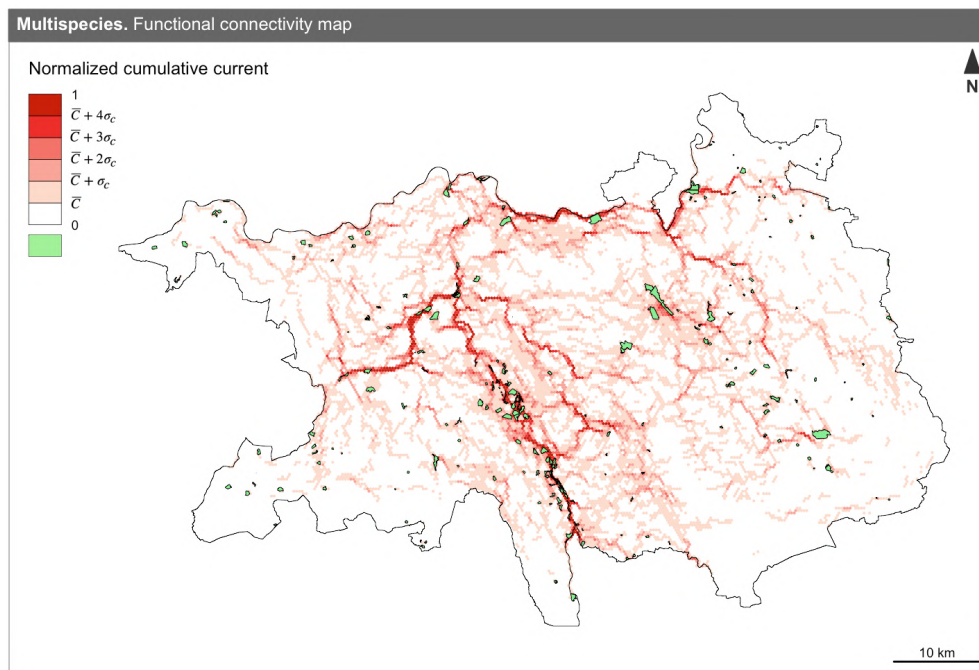 Multispecies. Functional connectivity map
Normalized cumulative current
1
C̅ + 4σc
C̅ + 3σc
C̅ + 2σc
C̅ + σc
C̅
0
N
10 km